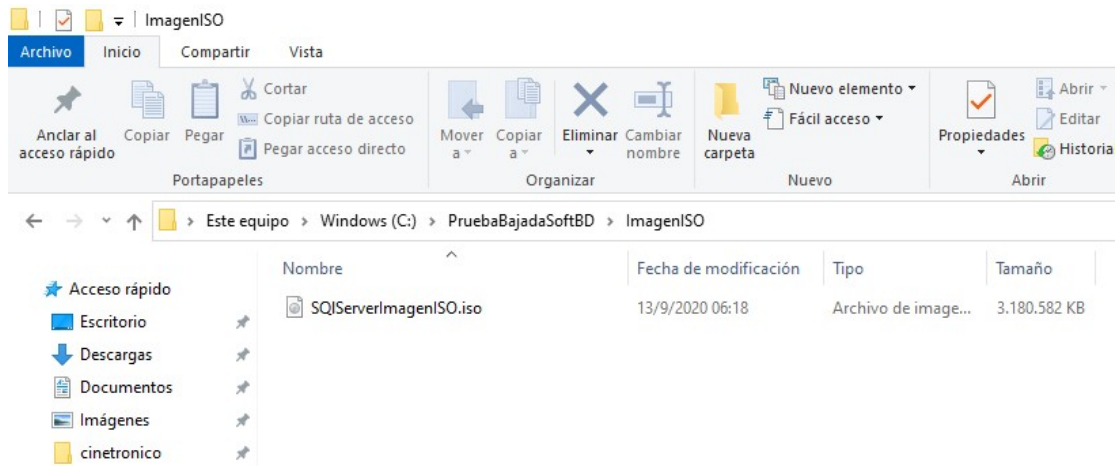 ImagenISO
Archivo Inicio Compartir Vista
Anclar al acceso rápido
Copiar
Pegar
Cortar
Copiar ruta de acceso
Pegar acceso directo
Portapapeles
Mover a
Copiar a
Eliminar
Cambiar nombre
Organizar
Nueva carpeta
Nuevo elemento
Fácil acceso
Nuevo
Propiedades
Abrir
Editar
Historia
Abrir
Este equipo > Windows (C:) > PruebaBajadaSoftBD > ImagenISO
Nombre Fecha de modificación Tipo Tamaño
SQlServerImagenISO.iso 13/9/2020 06:18 Archivo de image... 3.180.582 KB
Acceso rápido
Escritorio
Descargas
Documentos
Imágenes
cinetronico